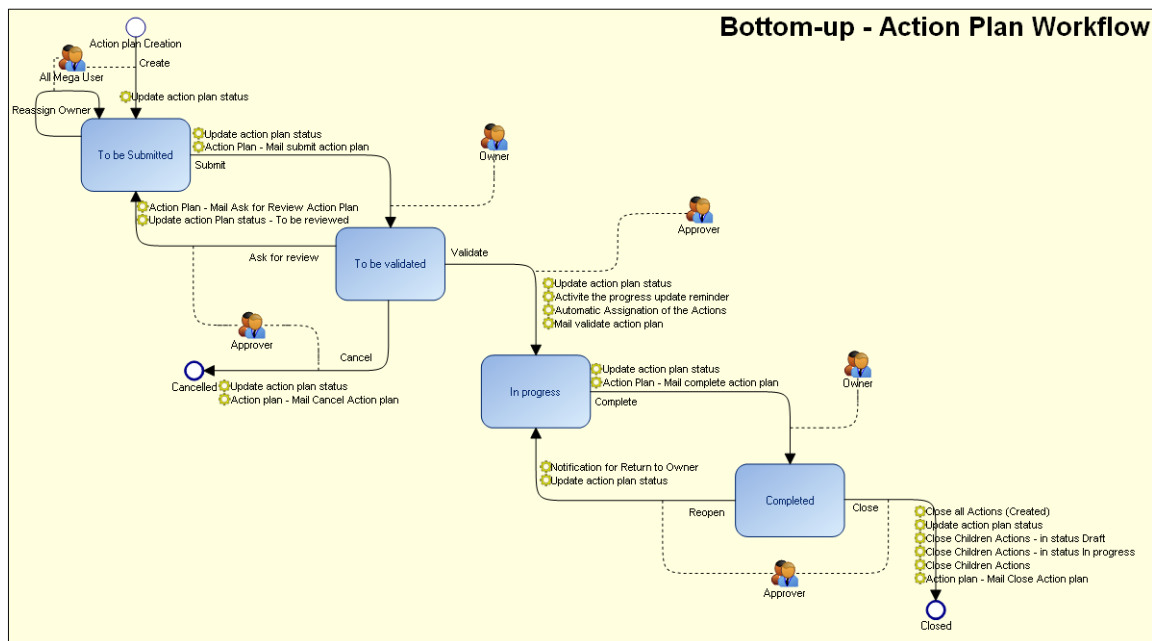 Bottom-up - Action Plan Workflow
Action plan Creation
Create
All Mega User
Update action plan status
Reassign Owner
To be Submitted
Update action plan status
Action Plan - Mail submit action plan
Submit
Owner
Action Plan - Mail Ask for Review Action Plan
Update action Plan status - To be reviewed
Ask for review
Approver
To be validated
Validate
Update action plan status
Activite the progress update reminder
Automatic Assignation of the Actions
Mail validate action plan
Approver
Cancel
Cancelled
Update action plan status
Action plan - Mail Cancel Action plan
In progress
Update action plan status
Action Plan - Mail complete action plan
Complete
Owner
Notification for Return to Owner
Update action plan status
Reopen
Completed
Close
Close all Actions (Created)
Update action plan status
Close Children Actions - in status Draft
Close Children Actions - in status In progress
Close Children Actions
Action plan - Mail Close Action plan
Approver
Closed